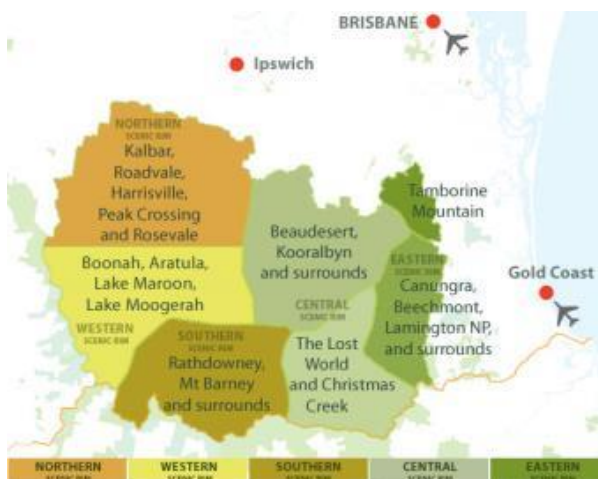 BRISBANE
Ipswich
NORTHERN
SCENIC RIM
Kalbar,
Roadvale,
Harrisville,
Peak Crossing
and Rosevale
Tamborine
Mountain
Beaudesert,
Kooralbyn
and surrounds
Boonah, Aratula,
Lake Maroon,
Lake Moogerah
EASTERN
SCENIC RIM
Canungra,
Beechmont,
Lamington NP,
and surrounds
Gold Coast
CENTRAL
SCENIC RIM
WESTERN
SCENIC RIM
SOUTHERN
SCENIC RIM
Rathdowney,
Mt Barney
and surrounds
The Lost
World
and Christmas
Creek
NORTHERN WESTERN SOUTHERN CENTRAL EASTERN